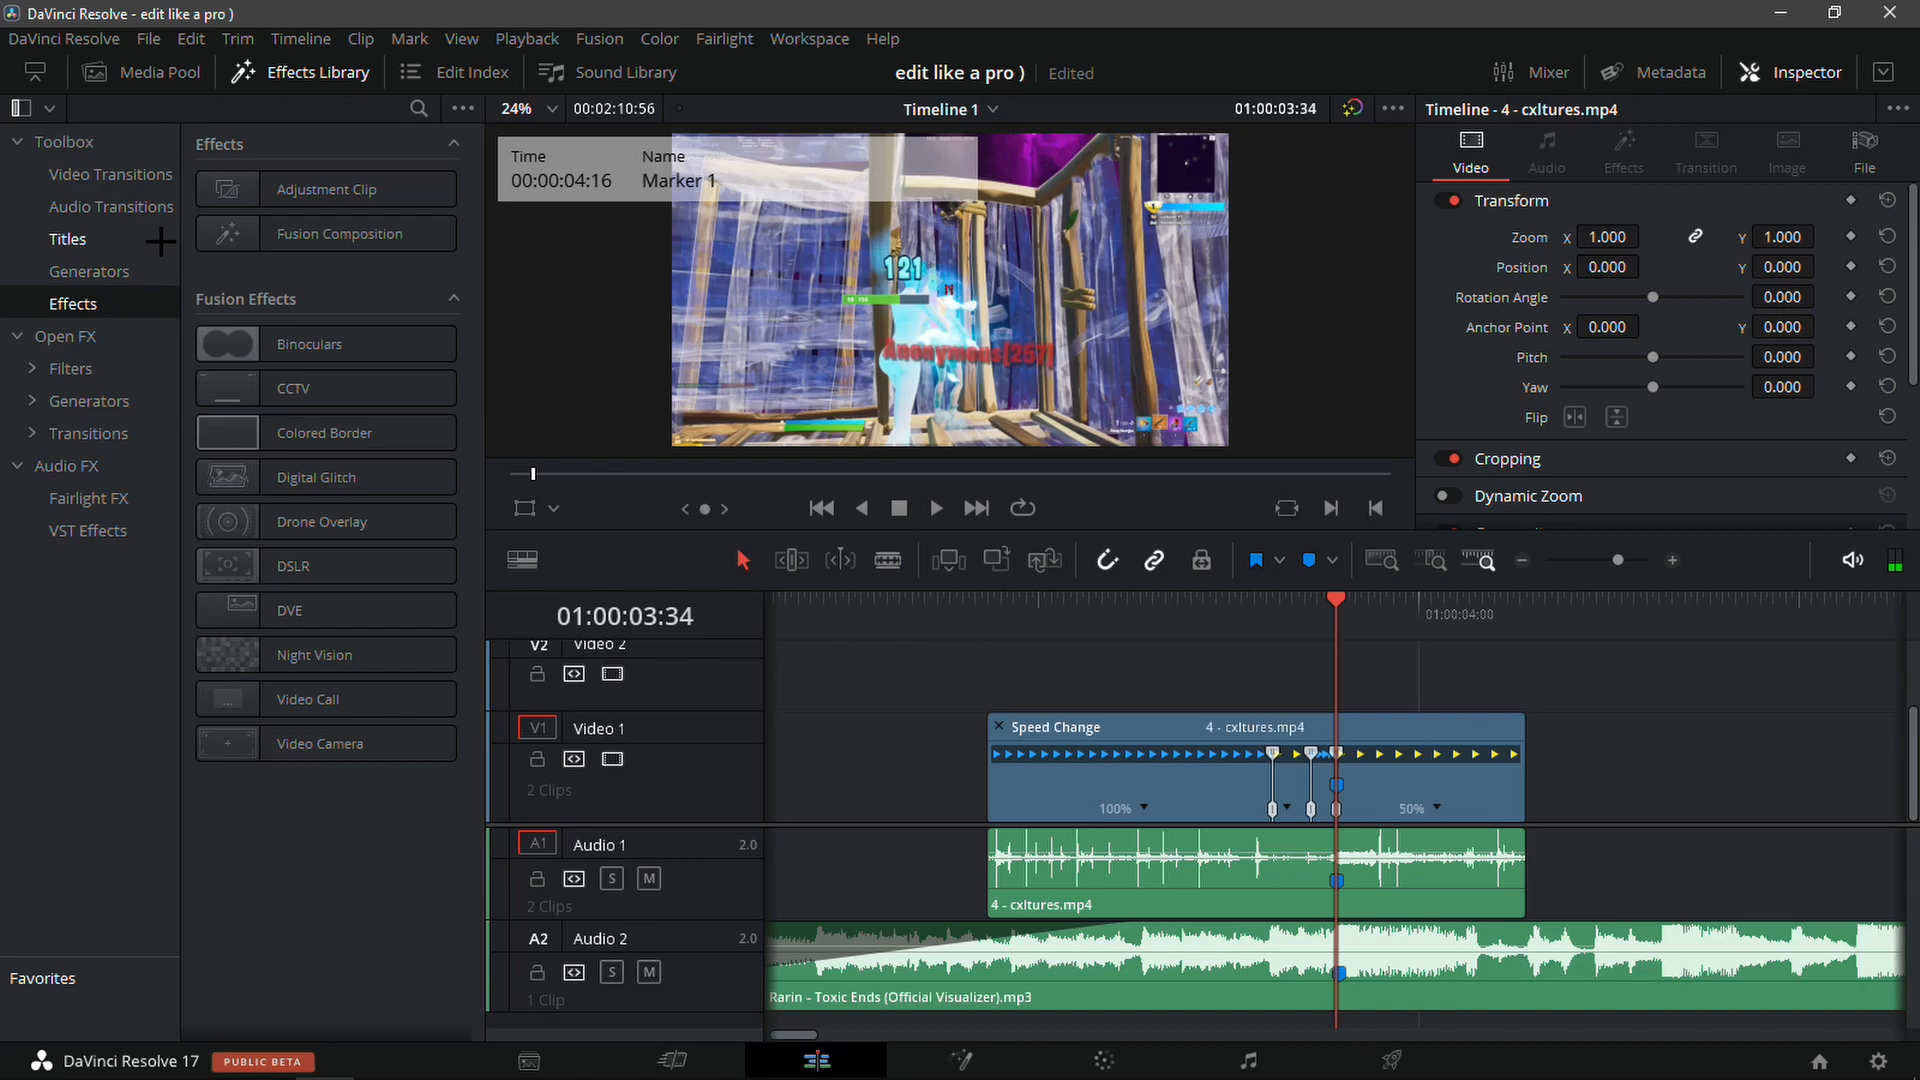 DaVinci Resolve - edit like a pro )
DaVinci Resolve File Edit Trim Timeline Clip Mark View Playback Fusion Color Fairlight Workspace Help
Media Pool Effects Library Edit Index Sound Library edit like a pro ) Edited Mixer Metadata Inspector
24% 00:02:10:56 Timeline 1 01:00:03:34 Timeline - 4 - cxltures.mp4
Toolbox
Video Transitions
Audio Transitions
Titles
Generators
Effects
Open FX
Filters
Generators
Transitions
Audio FX
Fairlight FX
VST Effects
Favorites
Effects
Adjustment Clip
Fusion Composition
Fusion Effects
Binoculars
CCTV
Colored Border
Digital Glitch
Drone Overlay
DSLR
DVE
Night Vision
Video Call
Video Camera
Time Name
00:00:04:16 Marker 1
121
Anonymous[257]
Video Audio Effects Transition Image File
Transform
Zoom X 1.000 Y 1.000
Position X 0.000 Y 0.000
Rotation Angle 0.000
Anchor Point X 0.000 Y 0.000
Pitch 0.000
Yaw 0.000
Flip
Cropping
Dynamic Zoom
01:00:03:34
01:00:04:00
V2 Video 2
V1 Video 1
2 Clips
Speed Change 4 - cxltures.mp4
100% 50%
A1 Audio 1 2.0
S M
2 Clips
4 - cxltures.mp4
A2 Audio 2 2.0
S M
1 Clip
Rarin - Toxic Ends (Official Visualizer).mp3
DaVinci Resolve 17 PUBLIC BETA